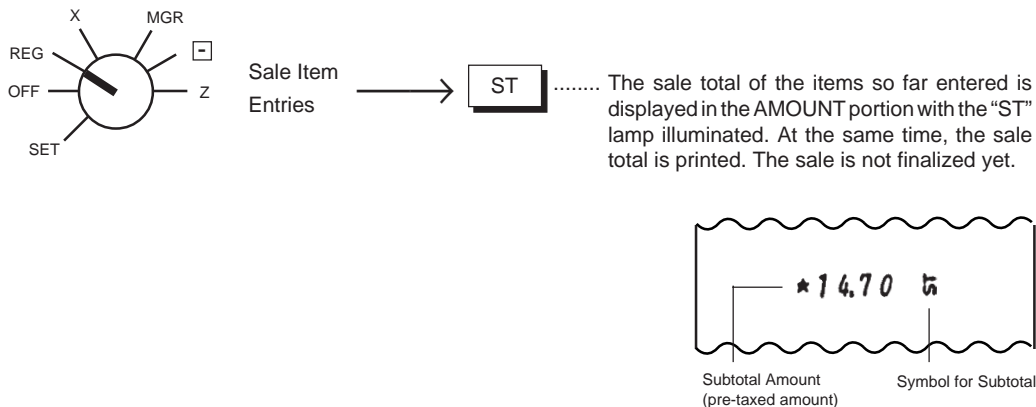 X
MGR
REG
-
OFF
Z
SET
Sale Item
Entries
ST
........ The sale total of the items so far entered is
displayed in the AMOUNT portion with the “ST”
lamp illuminated. At the same time, the sale
total is printed. The sale is not finalized yet.
*14.70 ST
Subtotal Amount
(pre-taxed amount)
Symbol for Subtotal